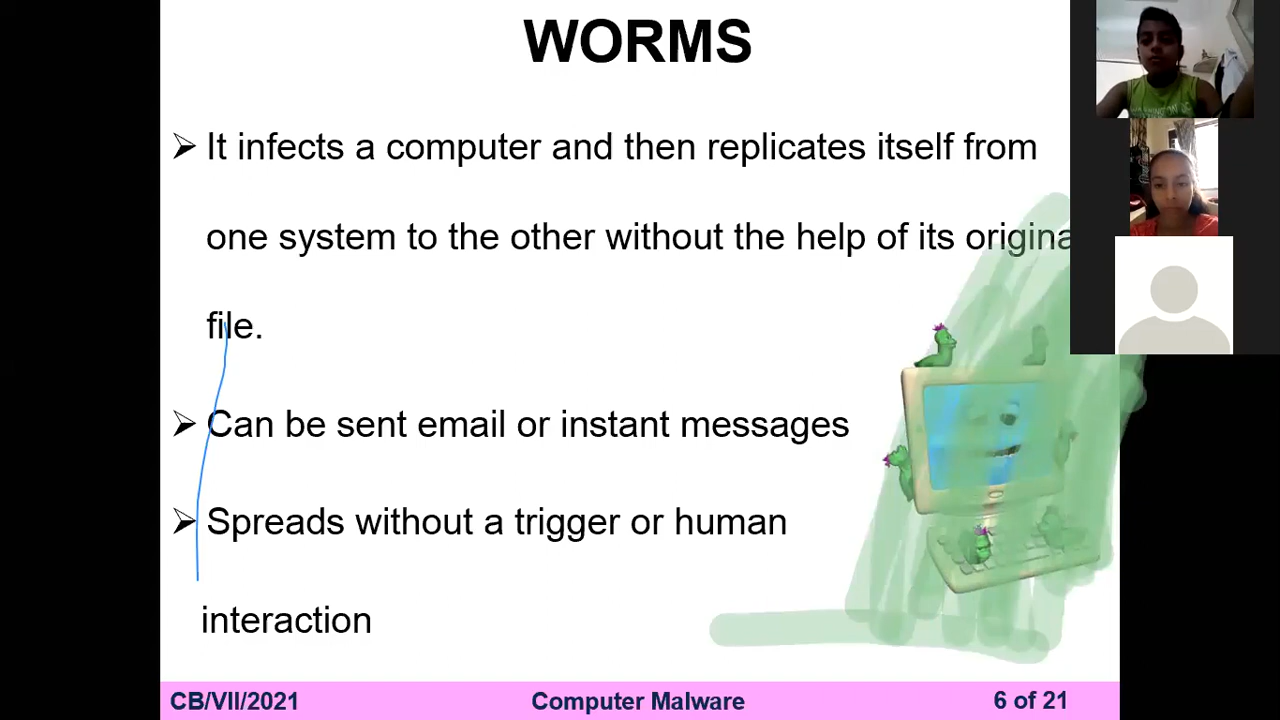 WORMS
➢ It infects a computer and then replicates itself from
one system to the other without the help of its origina
file.
➢ Can be sent email or instant messages
➢ Spreads without a trigger or human
interaction
CB/VII/2021 Computer Malware 6 of 21